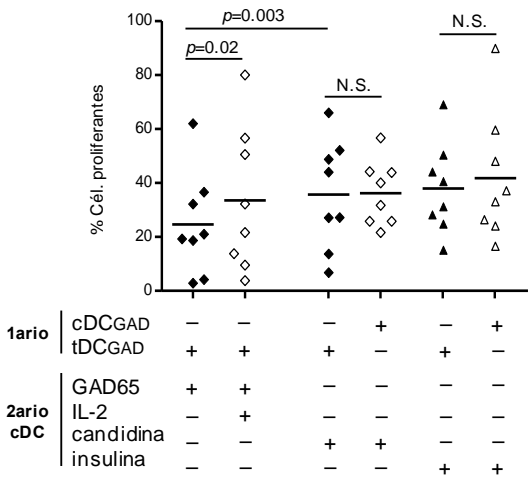 p=0.003
p=0.02
N.S.
N.S.
% Cél. proliferantes
100
80
60
40
20
0
1ario
cDCGAD – – – + – +
tDCGAD + + + – + –
2ario
cDC
GAD65 + + – – – –
IL-2 – + – – – –
candidina – – + + – –
insulina – – – – + +